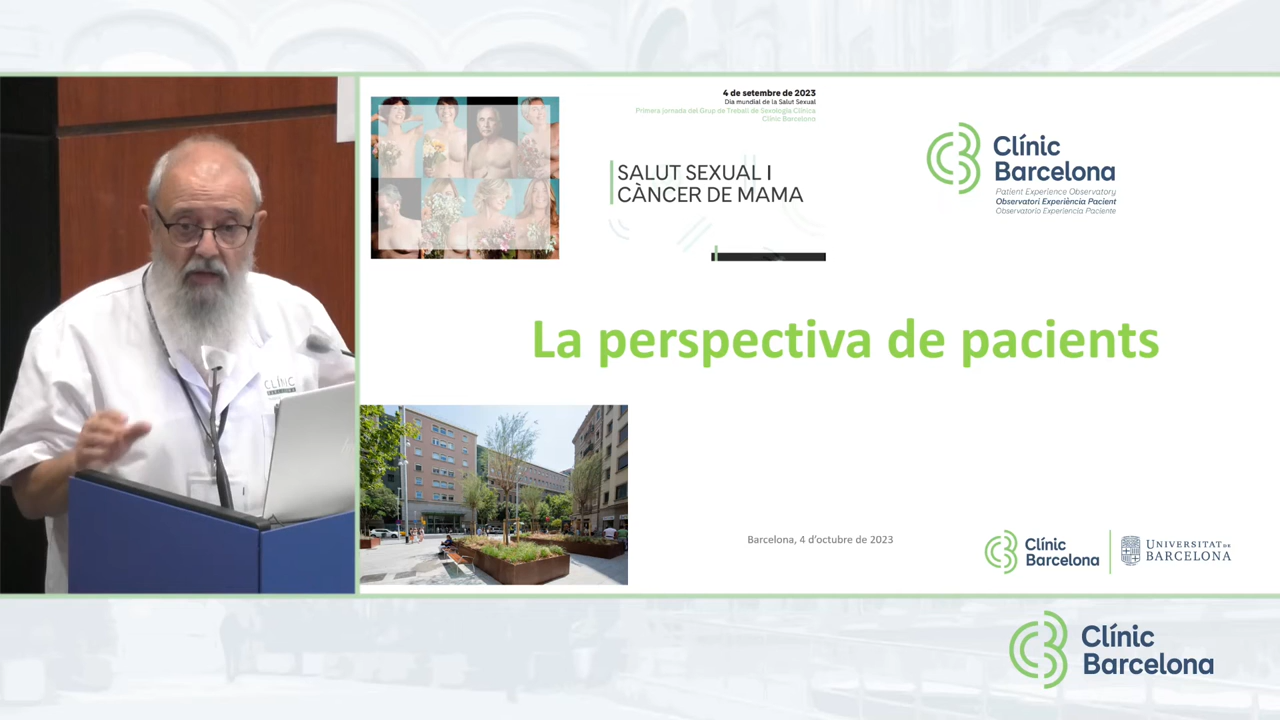 4 de setembre de 2023
Dia mundial de la Salut Sexual
Primera jornada del Grup de Treball de Sexologia Clínica
Clínic Barcelona
SALUT SEXUAL I
CÀNCER DE MAMA
Clínic
Barcelona
Patient Experience Observatory
Observatori Experiència Pacient
Observatorio Experiencia Paciente
La perspectiva de pacients
CLÍNIC
BARCELONA
Barcelona, 4 d'octubre de 2023
Clínic
Barcelona
UNIVERSITAT DE
BARCELONA
Clínic
Barcelona